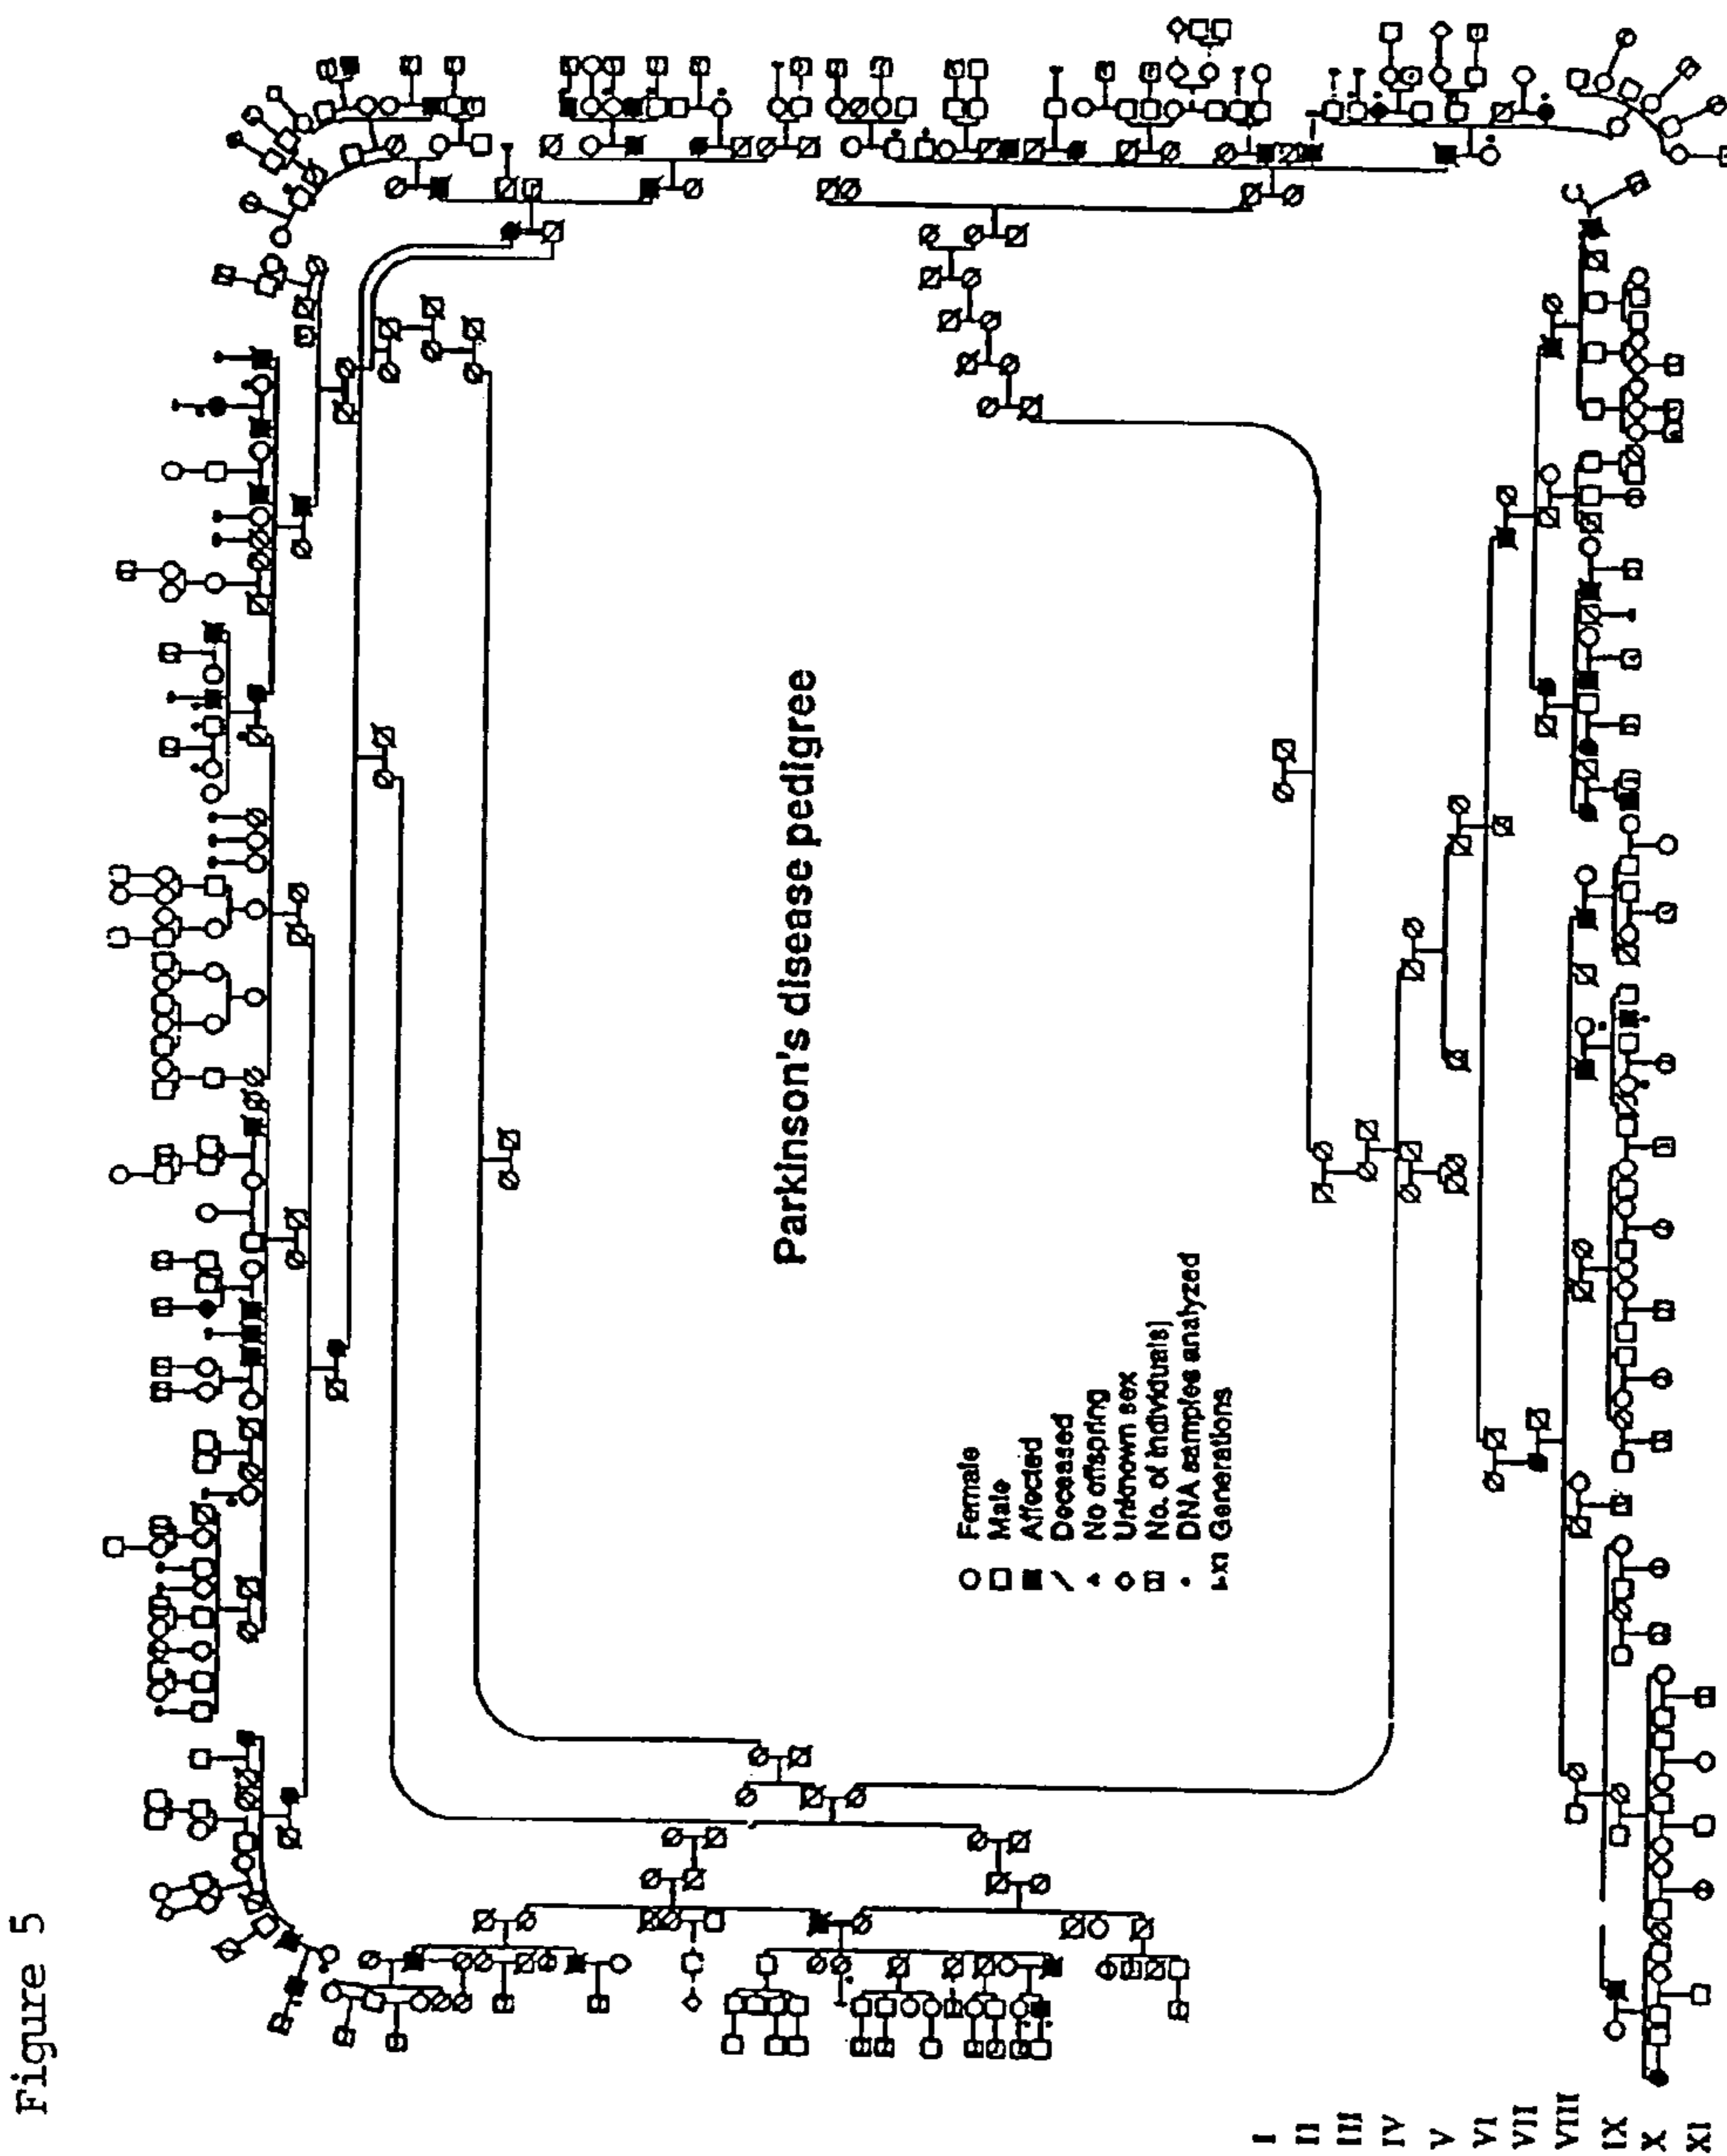 Figure 5
Parkinson's disease pedigree
Female
Male
Affected
Deceased
No offspring
Unknown sex
No. of individuals)
DNA samples analyzed
I-XI Generations
I
II
III
IV
V
VI
VII
VIII
IX
X
XI